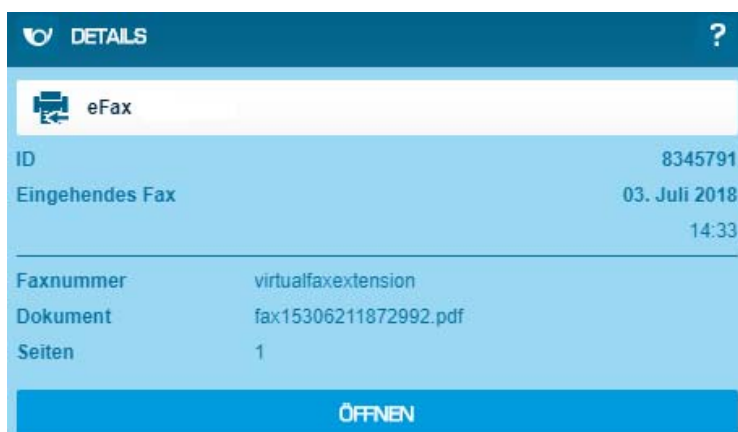 DETAILS ?
eFax
ID 8345791
Eingehendes Fax 03. Juli 2018
14:33
Faxnummer virtualfaxextension
Dokument fax15306211872992.pdf
Seiten 1
ÖFFNEN